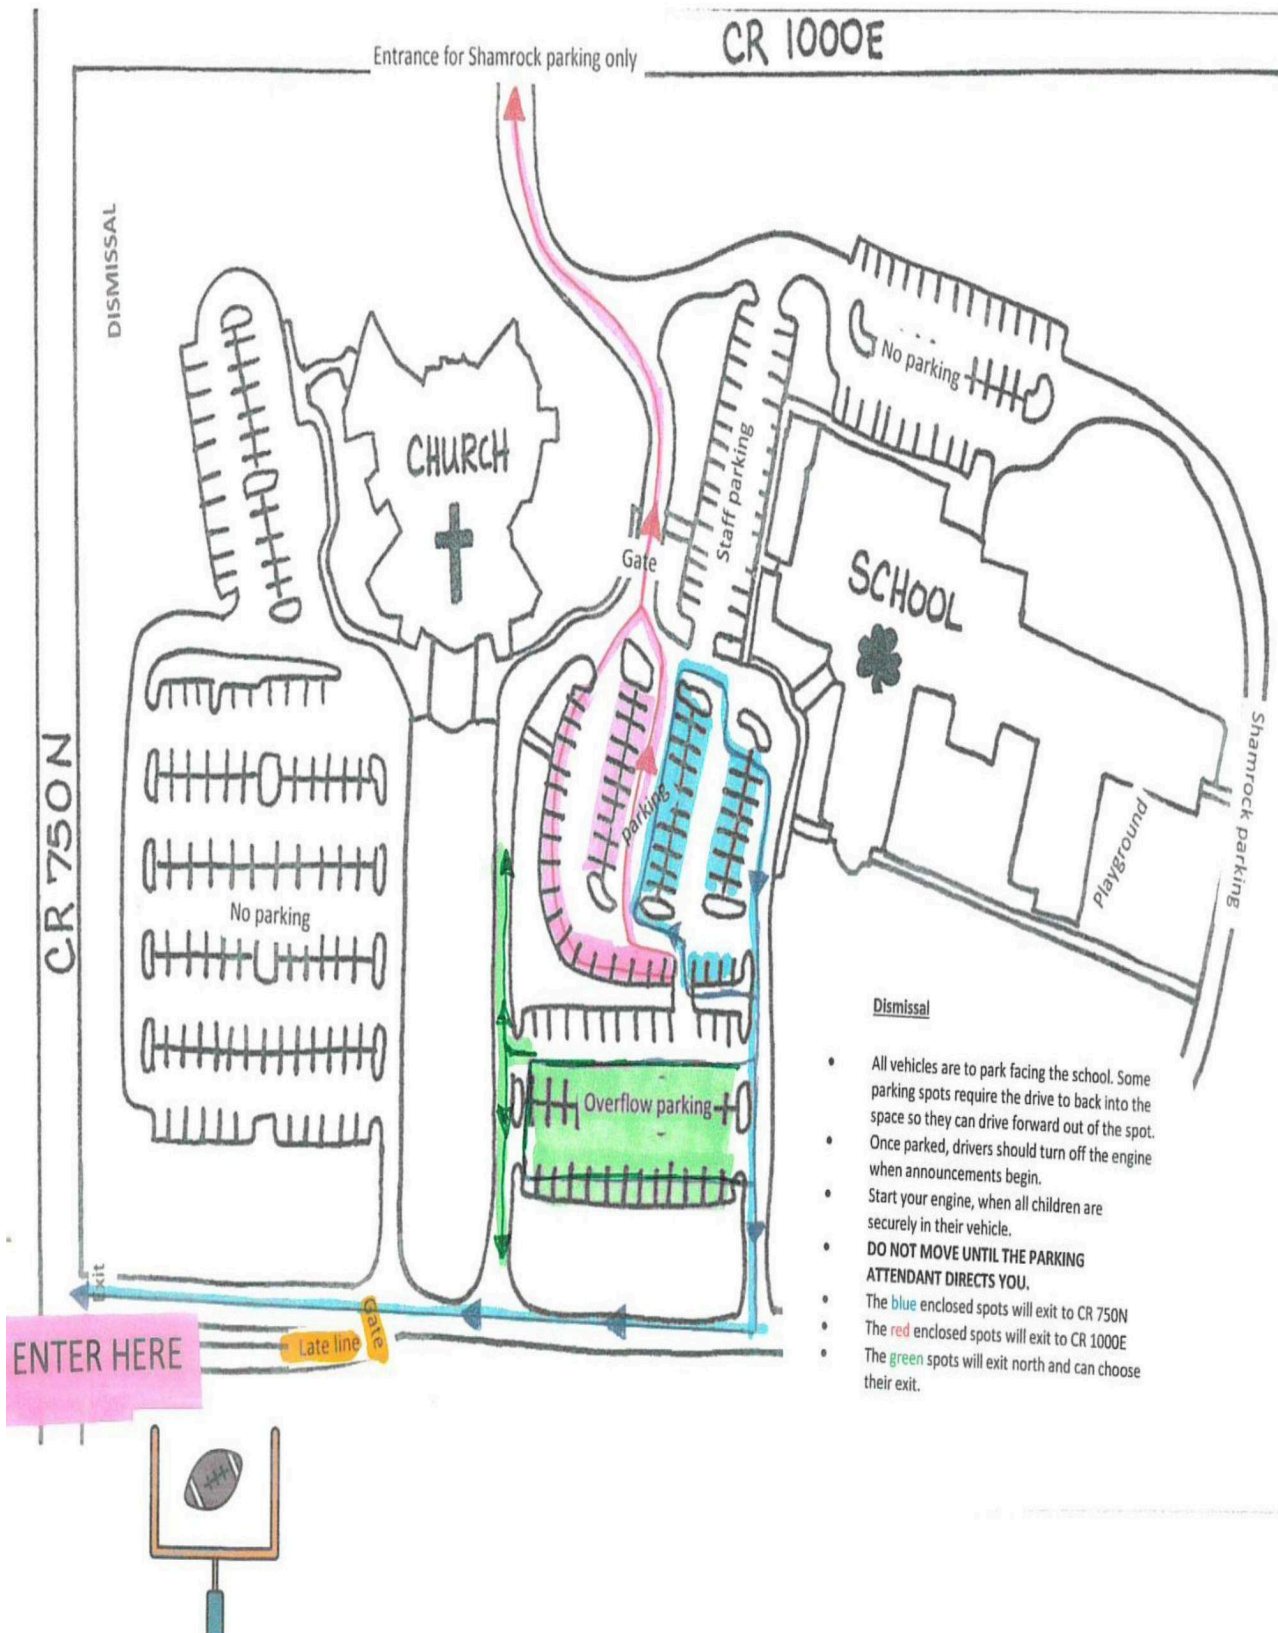 CR 1000E
Entrance for Shamrock parking only
DISMISSAL
No parking
CHURCH
Staff parking
Gate
SCHOOL
Shamrock parking
CR 750N
parking
Playground
No parking
Dismissal
• All vehicles are to park facing the school. Some
parking spots require the drive to back into the
space so they can drive forward out of the spot.
• Once parked, drivers should turn off the engine
when announcements begin.
• Start your engine, when all children are
securely in their vehicle.
• DO NOT MOVE UNTIL THE PARKING
ATTENDANT DIRECTS YOU.
• The blue enclosed spots will exit to CR 750N
• The red enclosed spots will exit to CR 1000E
• The green spots will exit north and can choose
their exit.
Overflow parking
Exit
Gate
Late line
ENTER HERE